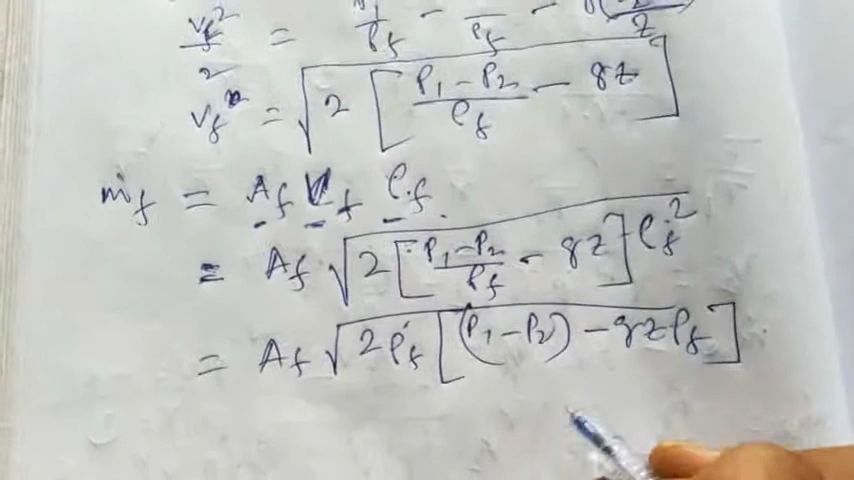 v_f²/2 = P₁/ρ_f - /ρ_f - g(
v_f = √(2[(P₁-P₂)/ρ_f - gz])
ṁ_f = A_f V_f ρ_f.
= A_f √(2[(P₁-P₂)/ρ_f - gz]ρ_f²)
= A_f √(2ρ_f[(P₁-P₂) - gzρ_f])